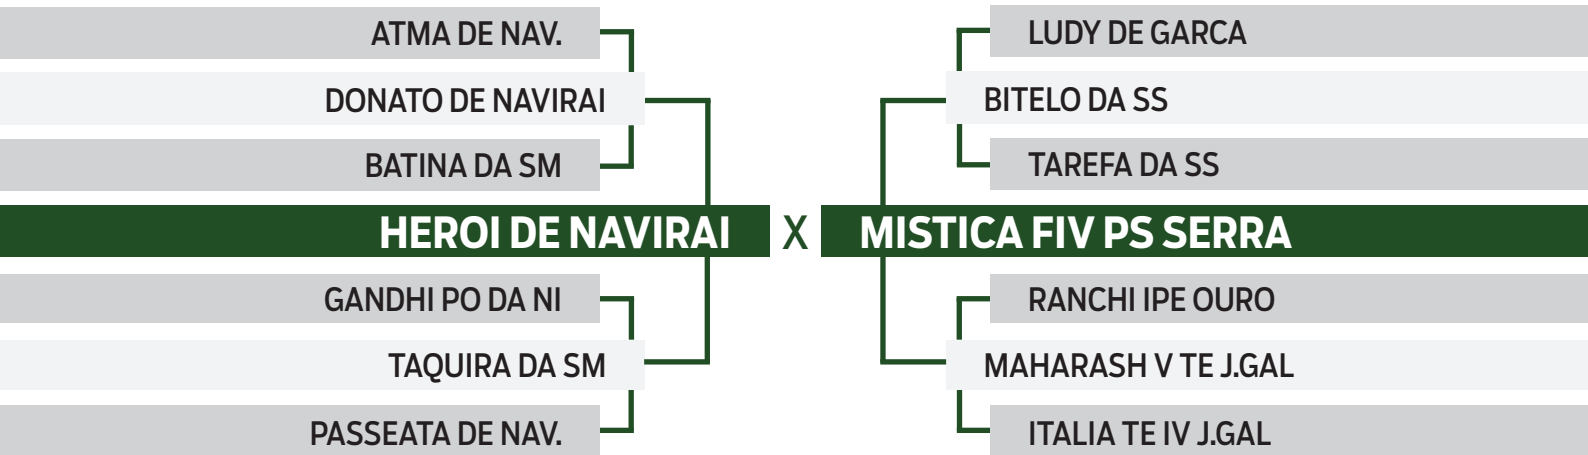 ATMA DE NAV.
LUDY DE GARCA
DONATO DE NAVIRAI
BITELO DA SS
BATINA DA SM
TAREFA DA SS
HEROI DE NAVIRAI X MISTICA FIV PS SERRA
GANDHI PO DA NI
RANCHI IPE OURO
TAQUIRA DA SM
MAHARASH V TE J.GAL
PASSEATA DE NAV.
ITALIA TE IV J.GAL